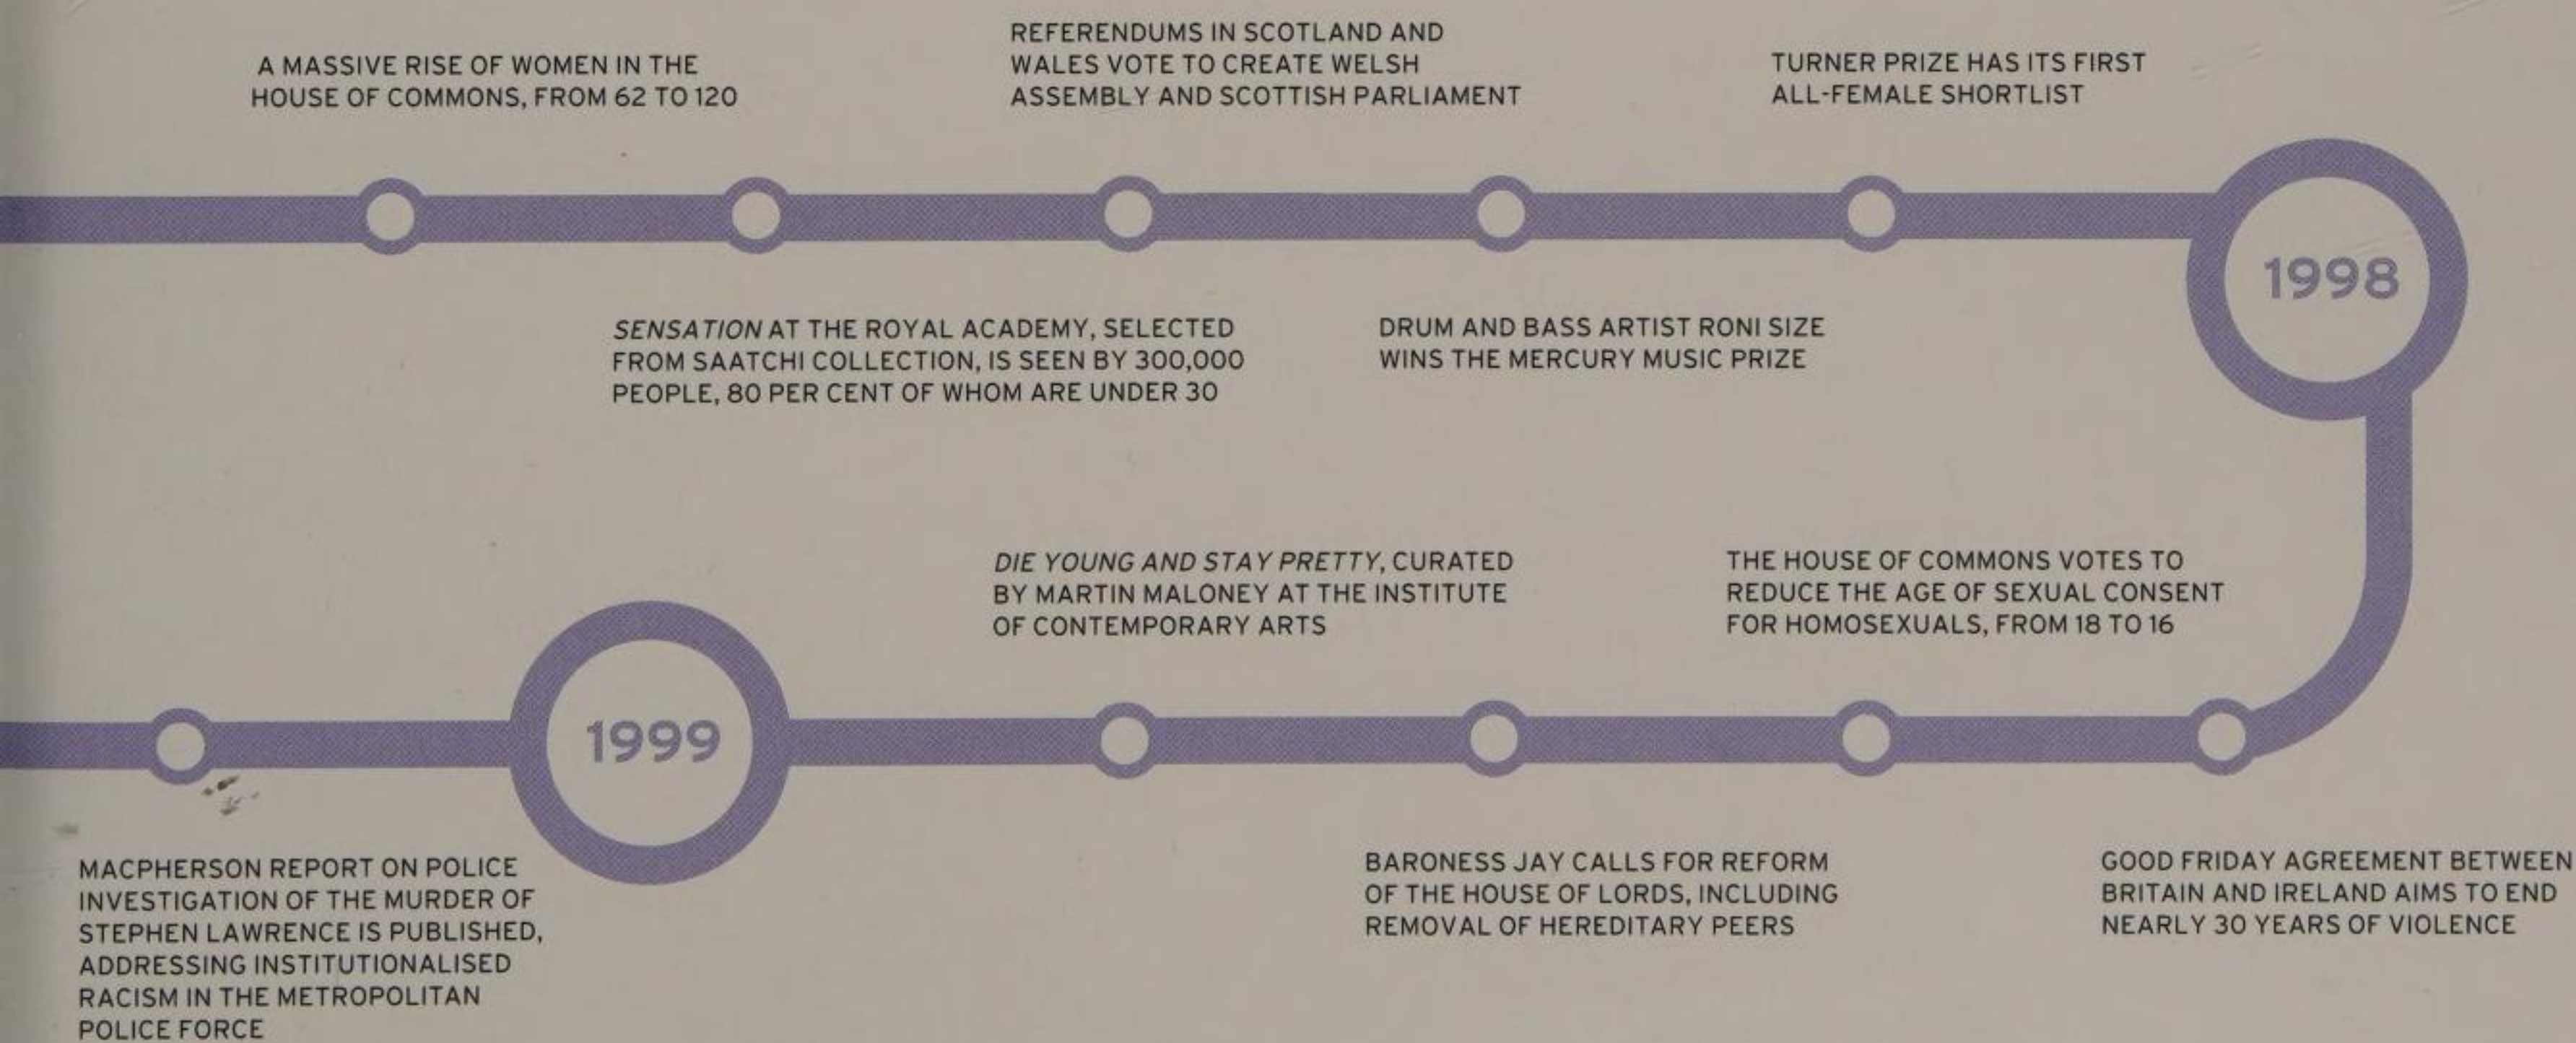 A MASSIVE RISE OF WOMEN IN THE
HOUSE OF COMMONS, FROM 62 TO 120
SENSATION AT THE ROYAL ACADEMY, SELECTED
FROM SAATCHI COLLECTION, IS SEEN BY 300,000
PEOPLE, 80 PER CENT OF WHOM ARE UNDER 30
REFERENDUMS IN SCOTLAND AND
WALES VOTE TO CREATE WELSH
ASSEMBLY AND SCOTTISH PARLIAMENT
DRUM AND BASS ARTIST RONI SIZE
WINS THE MERCURY MUSIC PRIZE
TURNER PRIZE HAS ITS FIRST
ALL-FEMALE SHORTLIST
1998
GOOD FRIDAY AGREEMENT BETWEEN
BRITAIN AND IRELAND AIMS TO END
NEARLY 30 YEARS OF VIOLENCE
THE HOUSE OF COMMONS VOTES TO
REDUCE THE AGE OF SEXUAL CONSENT
FOR HOMOSEXUALS, FROM 18 TO 16
BARONESS JAY CALLS FOR REFORM
OF THE HOUSE OF LORDS, INCLUDING
REMOVAL OF HEREDITARY PEERS
DIE YOUNG AND STAY PRETTY, CURATED
BY MARTIN MALONEY AT THE INSTITUTE
OF CONTEMPORARY ARTS
1999
MACPHERSON REPORT ON POLICE
INVESTIGATION OF THE MURDER OF
STEPHEN LAWRENCE IS PUBLISHED,
ADDRESSING INSTITUTIONALISED
RACISM IN THE METROPOLITAN
POLICE FORCE